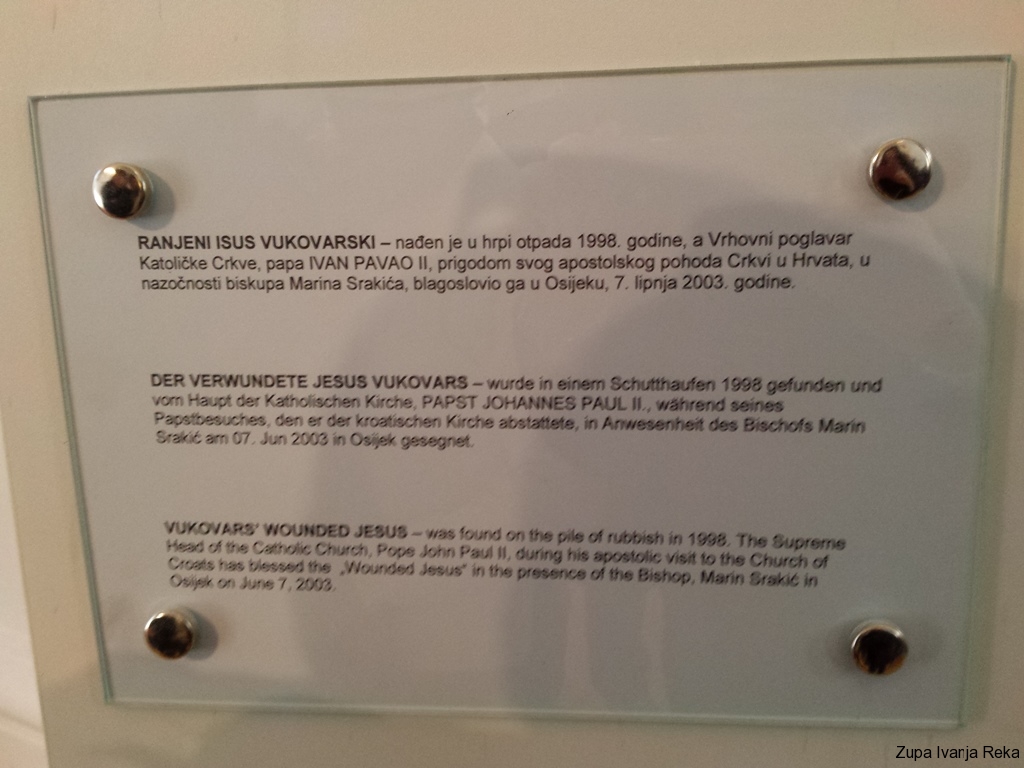 RANJENI ISUS VUKOVARSKI – nađen je u hrpi otpada 1998. godine, a Vrhovni poglavar
Katoličke Crkve, papa IVAN PAVAO II, prigodom svog apostolskog pohoda Crkvi u Hrvata, u
nazočnosti biskupa Marina Srakića, blagoslovio ga u Osijeku, 7. lipnja 2003. godine.
DER VERWUNDETE JESUS VUKOVARS – wurde in einem Schutthaufen 1998 gefunden und
vom Haupt der Katholischen Kirche, PAPST JOHANNES PAUL II., während seines
Papstbesuches, den er der kroatischen Kirche abstattete, in Anwesenheit des Bischofs Marin
Srakić am 07. Jun 2003 in Osijek gesegnet.
VUKOVARS' WOUNDED JESUS – was found on the pile of rubbish in 1998. The Supreme
Head of the Catholic Church, Pope John Paul II, during his apostolic visit to the Church of
Croats has blessed the „Wounded Jesus“ in the presence of the Bishop, Marin Srakić in
Osijek on June 7, 2003.
Zupa Ivanja Reka